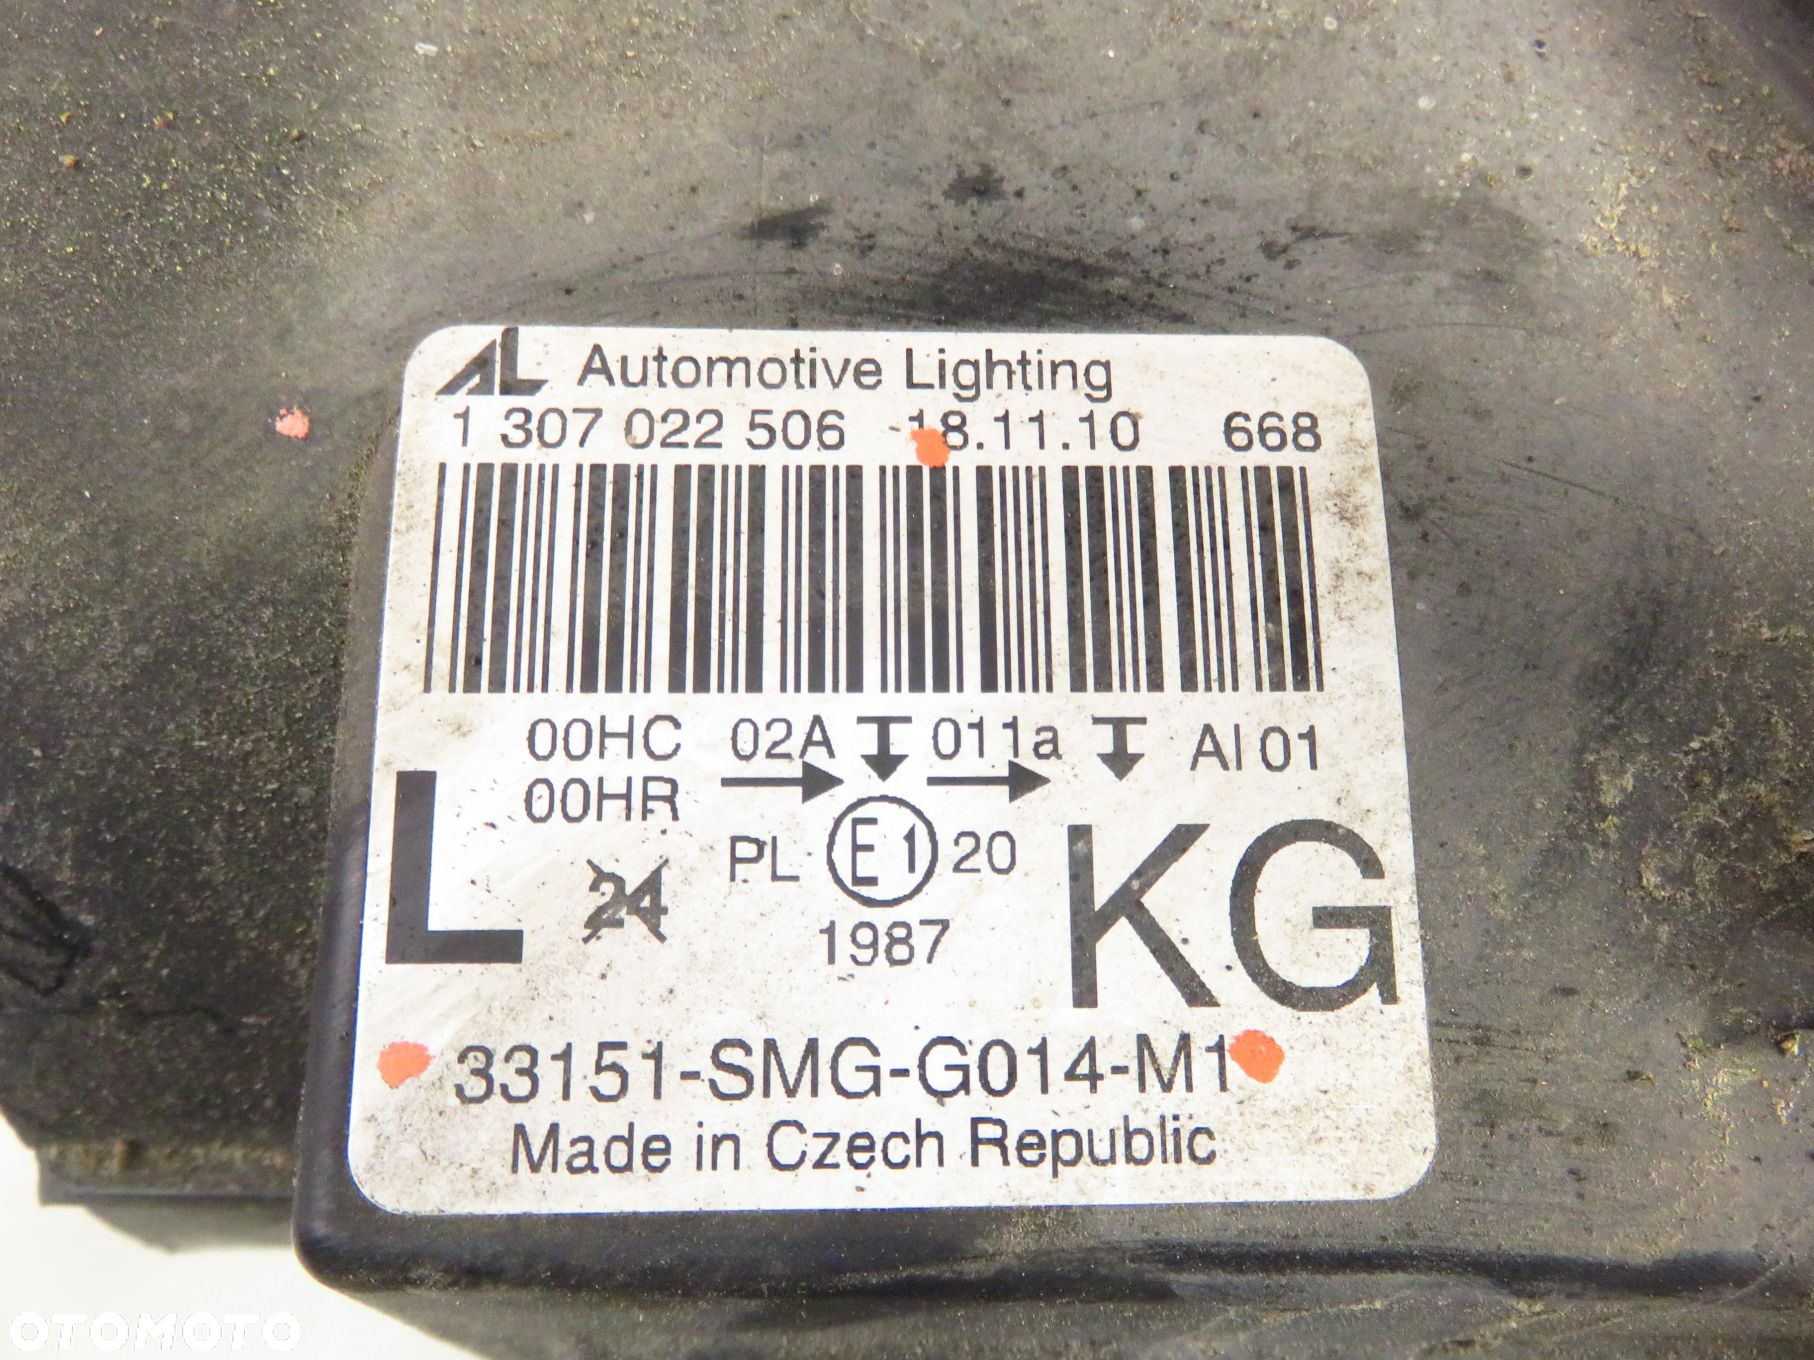 AL Automotive Lighting
1 307 022 506 18.11.10 668
00HC 02A 011a AI 01
00HR
L 24 PL E1 20 KG
1987
33151-SMG-G014-M1
Made in Czech Republic
OTOMOTO